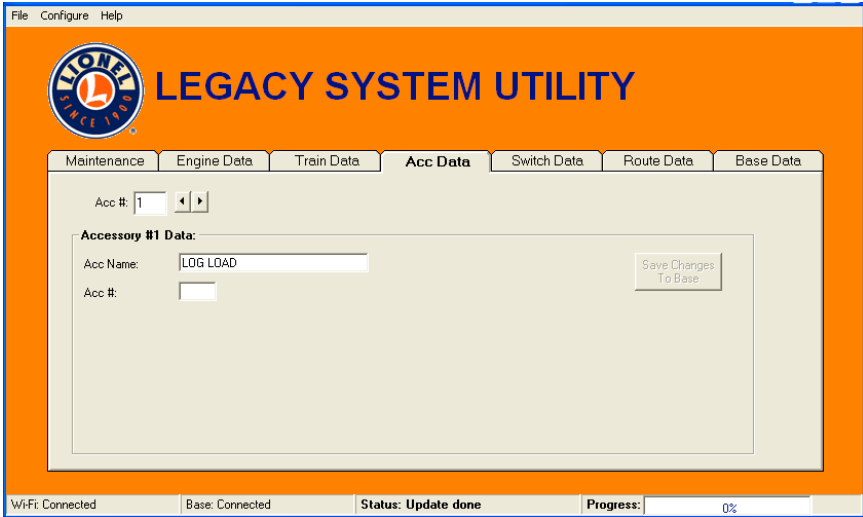 File Configure Help
LIONEL
SINCE 1900
®
LEGACY SYSTEM UTILITY
Maintenance Engine Data Train Data Acc Data Switch Data Route Data Base Data
Acc #: 1
Accessory #1 Data:
Acc Name: LOG LOAD
Save Changes
To Base
Acc #:
Wi-Fi: Connected Base: Connected Status: Update done Progress: 0%